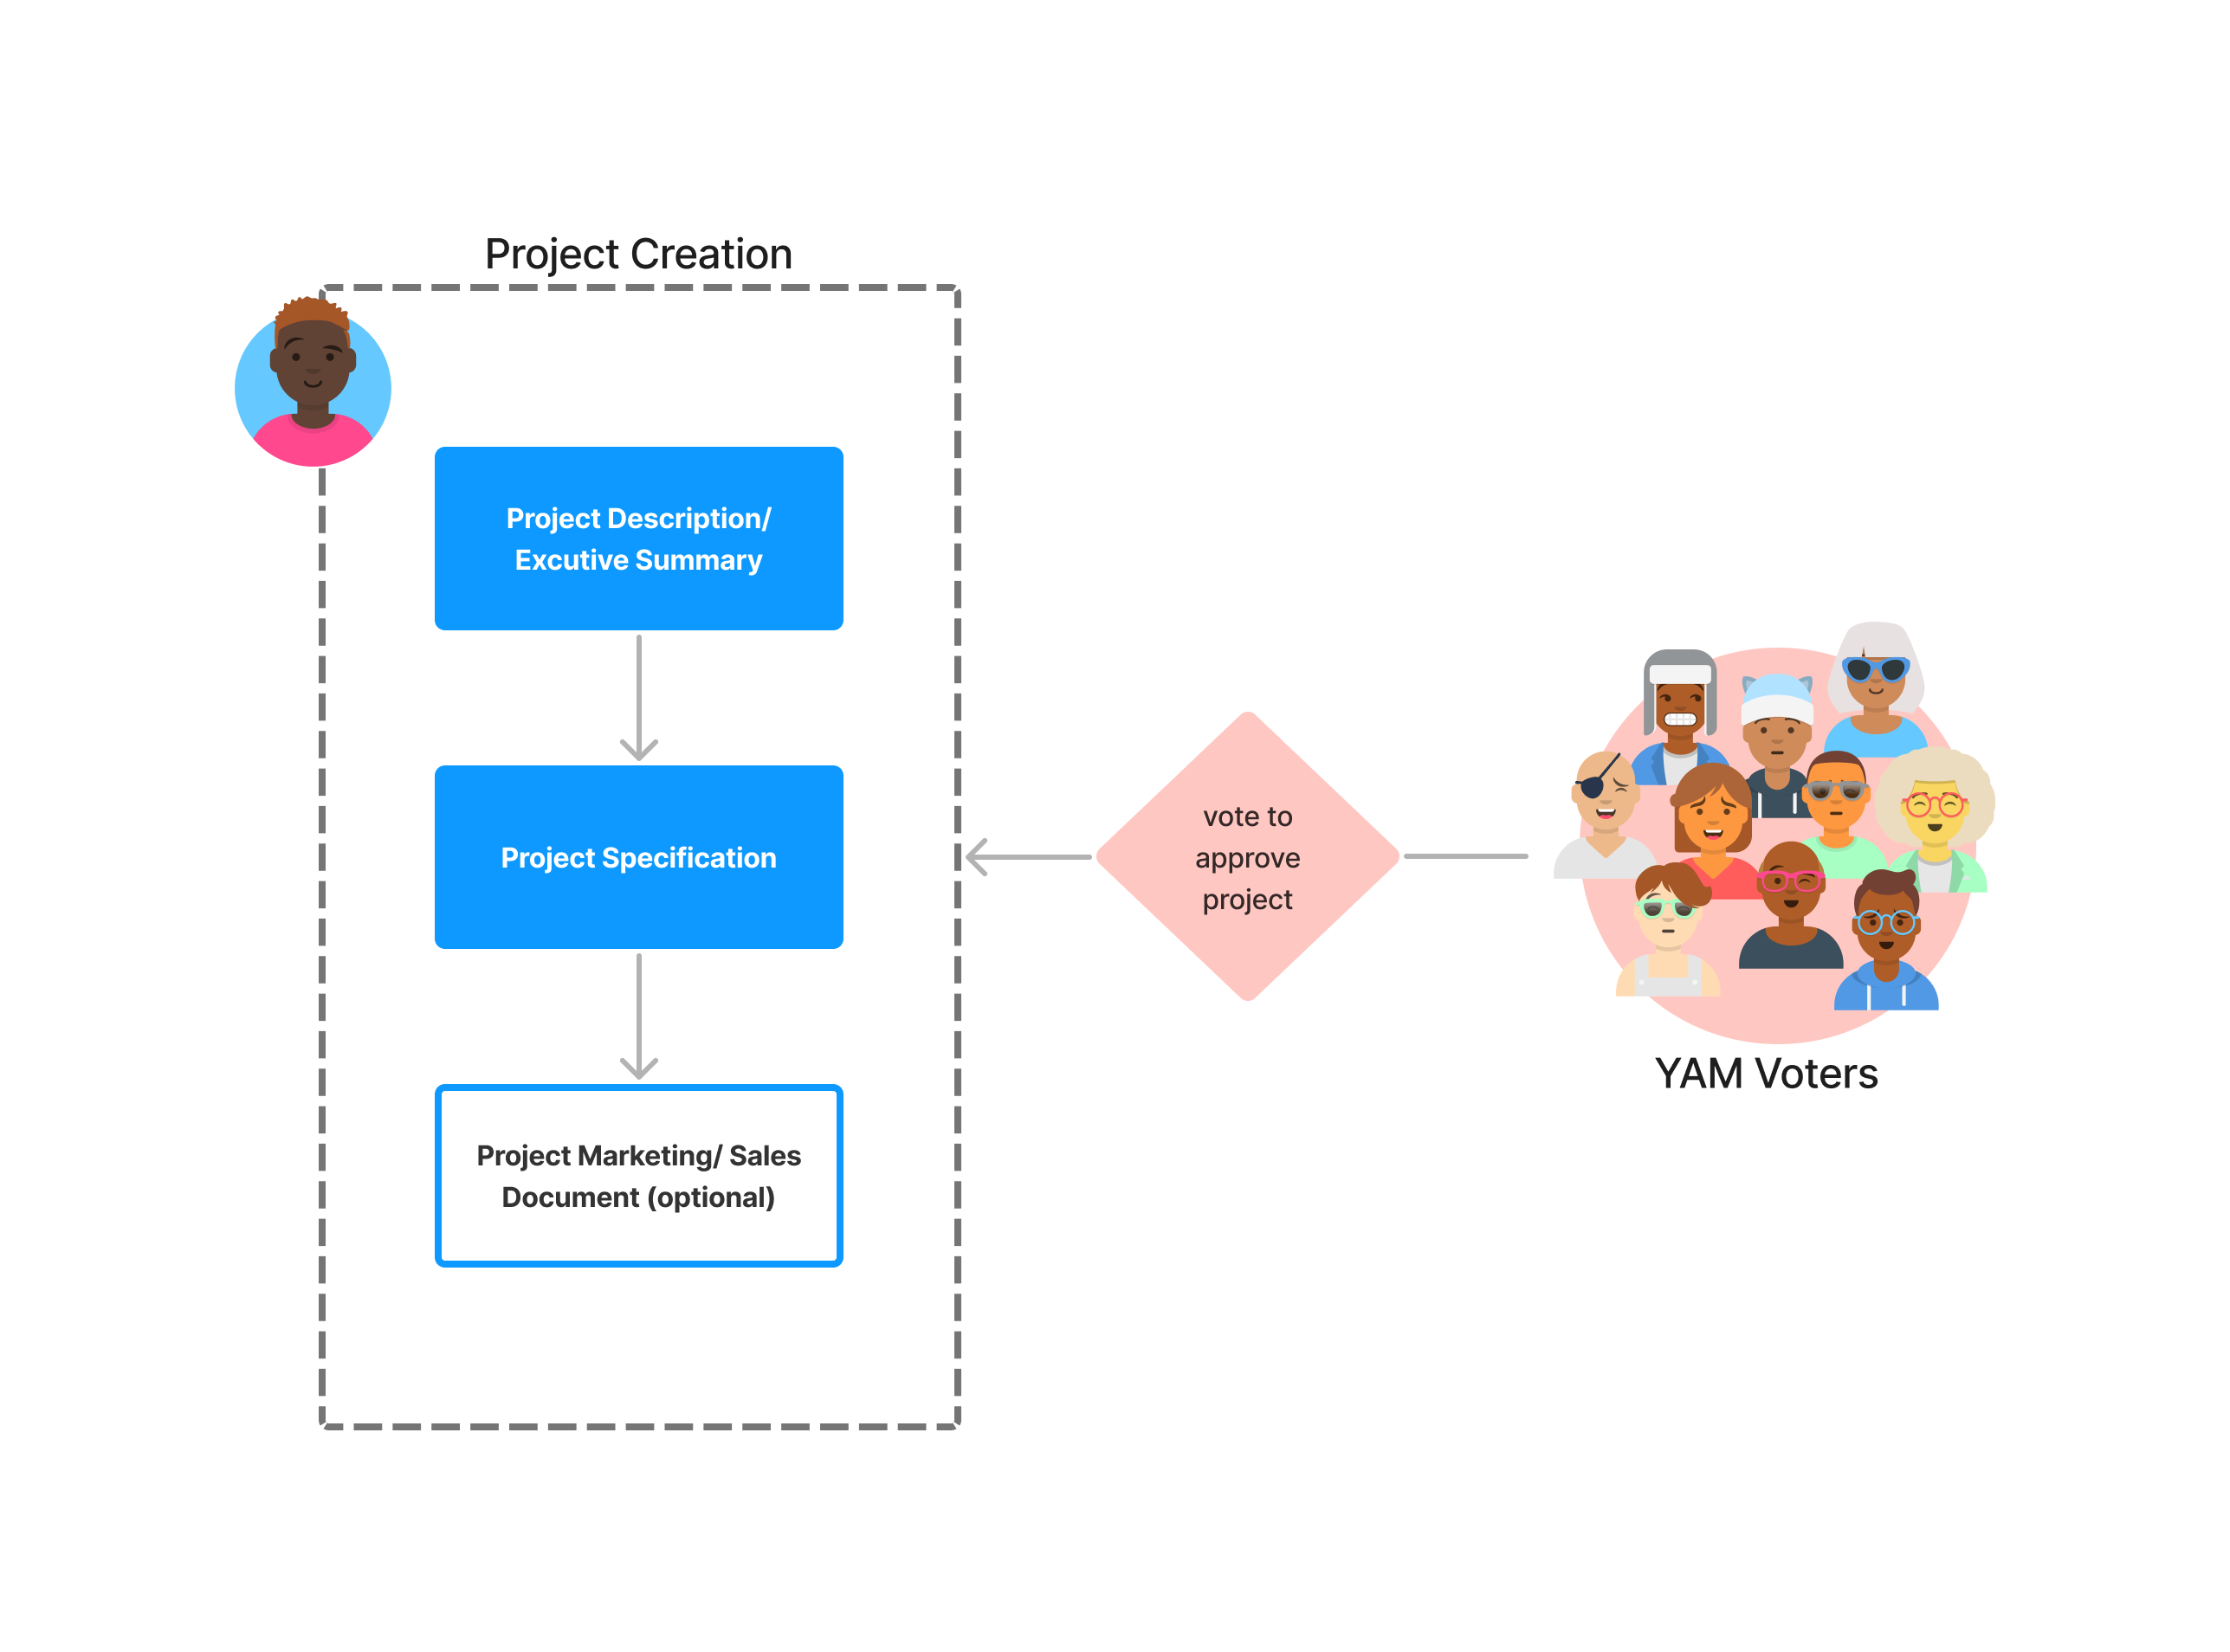 Project Creation
Project Description/
Excutive Summary
Project Specification
Project Marketing/ Sales
Document (optional)
vote to
approve
project
YAM Voters